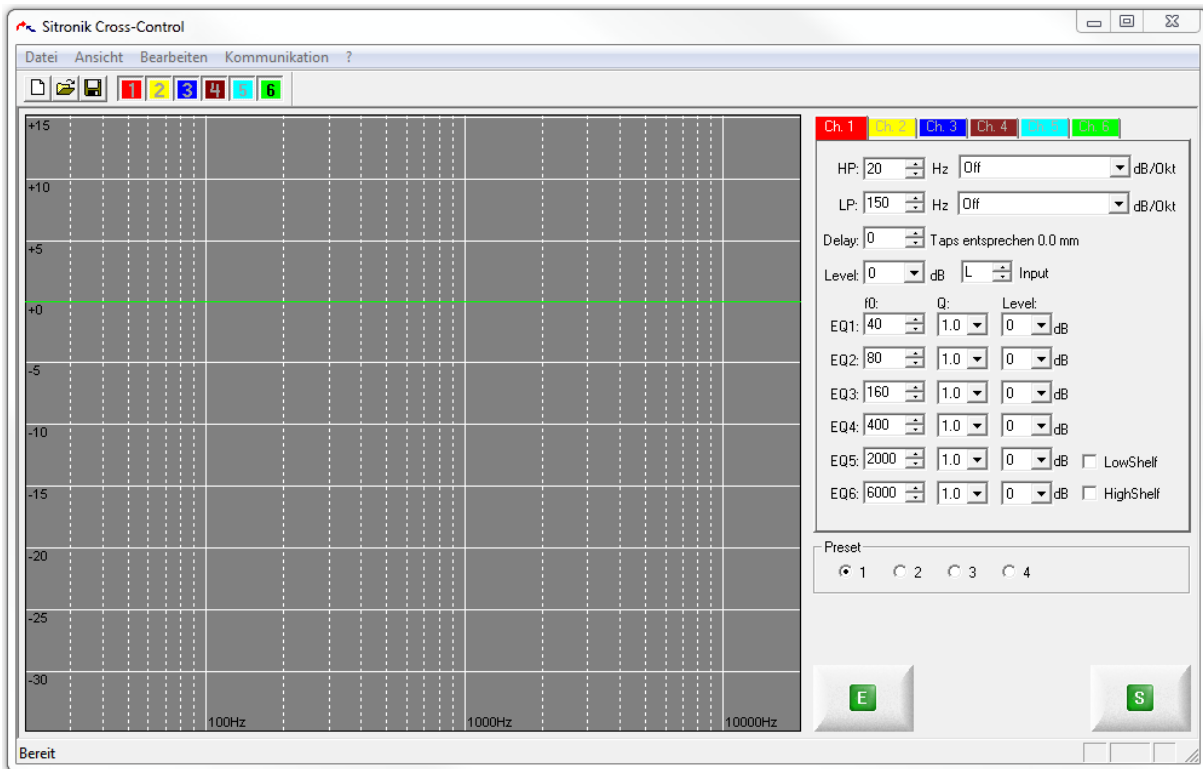 Sitronik Cross-Control
Datei Ansicht Bearbeiten Kommunikation ?
1 2 3 4 5 6
+15
+10
+5
+0
-5
-10
-15
-20
-25
-30
100Hz 1000Hz 10000Hz
Ch. 1 Ch. 2 Ch. 3 Ch. 4 Ch. 5 Ch. 6
HP: 20 Hz Off dB/Okt
LP: 150 Hz Off dB/Okt
Delay: 0 Taps entsprechen 0.0 mm
Level: 0 dB L Input
f0: Q: Level:
EQ1: 40 1.0 0 dB
EQ2: 80 1.0 0 dB
EQ3: 160 1.0 0 dB
EQ4: 400 1.0 0 dB
EQ5: 2000 1.0 0 dB LowShelf
EQ6: 6000 1.0 0 dB HighShelf
Preset
1 2 3 4
E S
Bereit